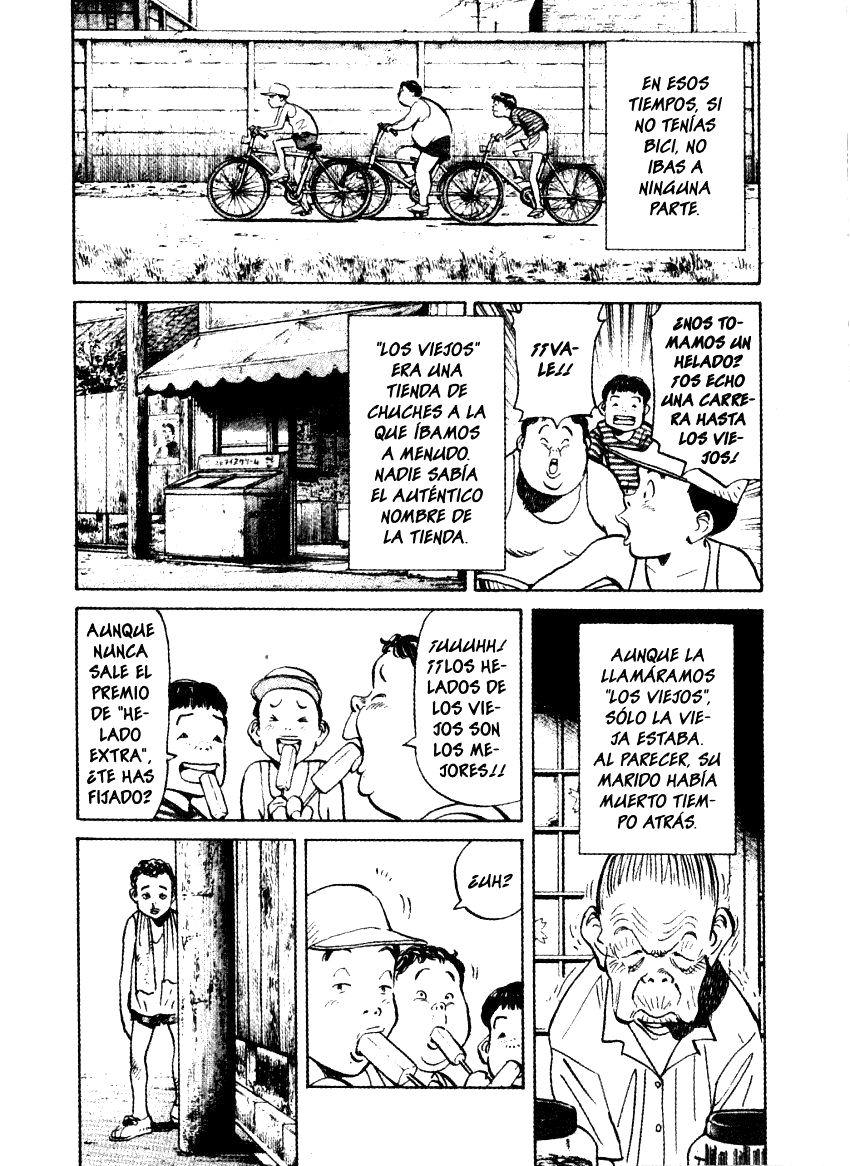 EN ESOS
TIEMPOS, SI
NO TENÍAS
BICI, NO
IBAS A
NINGUNA
PARTE.
¿NOS TO-
MAMOS UN
HELADO?
¡OS ECHO
UNA CARRE-
RA HASTA
LOS VIE-
JOS!
¡¡VA-
LE!!
"LOS VIEJOS"
ERA UNA
TIENDA DE
CHUCHES A LA
QUE ÍBAMOS
A MENUDO.
NADIE SABÍA
EL AUTÉNTICO
NOMBRE DE
LA TIENDA.
AUNQUE LA
LLAMÁRAMOS
"LOS VIEJOS",
SÓLO LA VIE-
JA ESTABA.
AL PARECER, SU
MARIDO HABÍA
MUERTO TIEM-
PO ATRÁS.
¡UUUHH!
¡¡LOS HE-
LADOS DE
LOS VIE-
JOS SON
LOS ME-
JORES!!
AUNQUE
NUNCA
SALE EL
PREMIO
DE "HE-
LADO
EXTRA",
¿TE HAS
FIJADO?
¿UH?